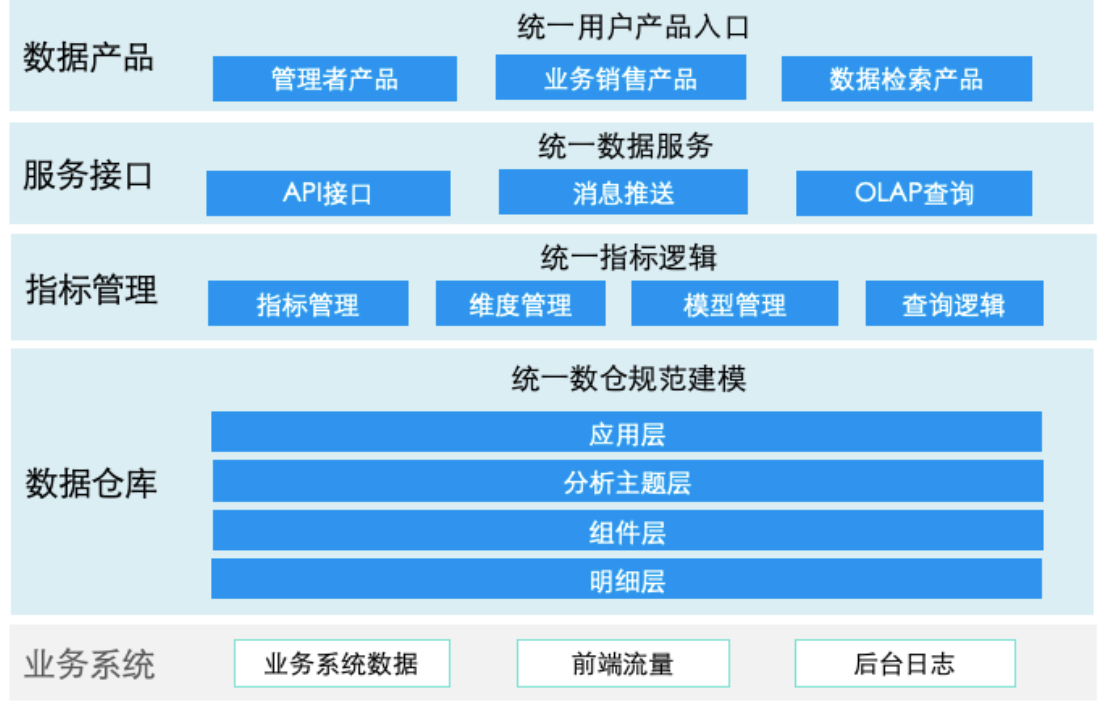 统一用户产品入口
数据产品
管理者产品 业务销售产品 数据检索产品
统一数据服务
服务接口
API接口 消息推送 OLAP查询
统一指标逻辑
指标管理
指标管理 维度管理 模型管理 查询逻辑
统一数仓规范建模
应用层
分析主题层
数据仓库
组件层
明细层
业务系统 业务系统数据 前端流量 后台日志